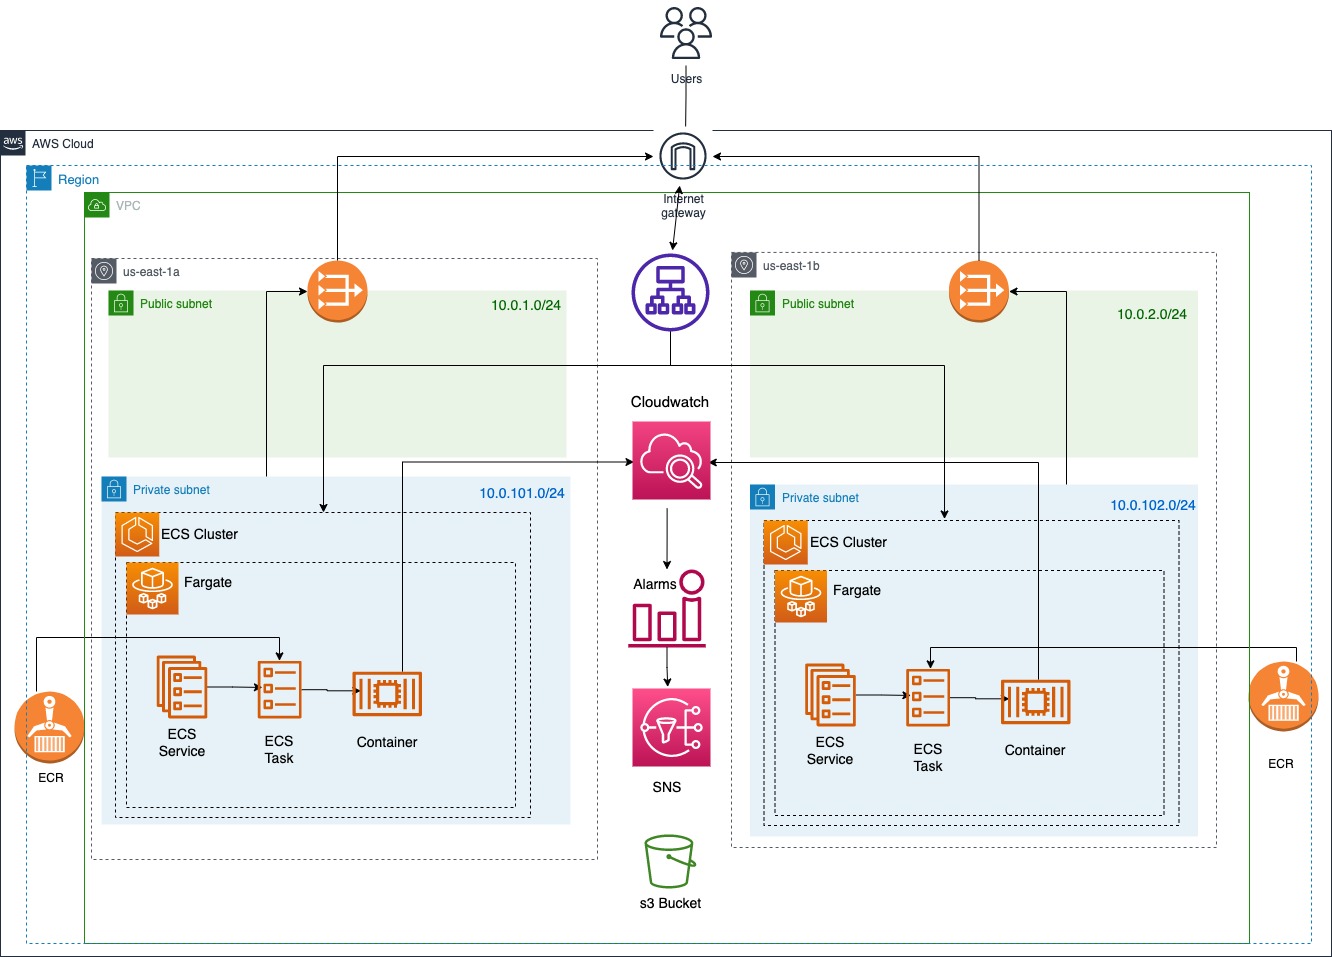 Users
aws
AWS Cloud
Region
VPC
Internet
gateway
us-east-1a
us-east-1b
Public subnet
10.0.1.0/24
Public subnet
10.0.2.0/24
Cloudwatch
Private subnet
10.0.101.0/24
Private subnet
10.0.102.0/24
ECS Cluster
ECS Cluster
Fargate
Alarms
Fargate
ECS
Service
ECS
Task
Container
ECS
Service
ECS
Task
Container
ECR
ECR
SNS
s3 Bucket